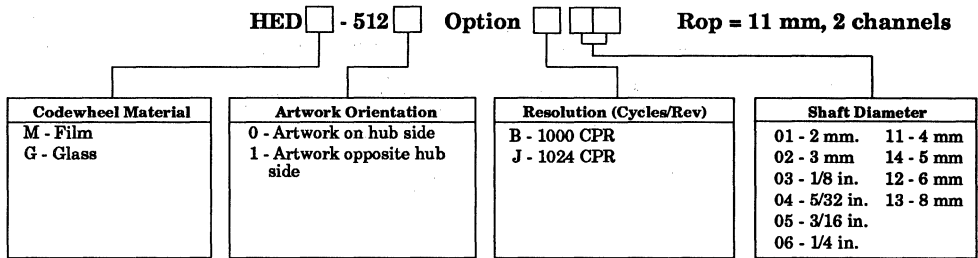 HED - 512 Option Rop = 11 mm, 2 channels
Codewheel Material
M - Film
G - Glass
Artwork Orientation
0 - Artwork on hub side
1 - Artwork opposite hub
side
Resolution (Cycles/Rev)
B - 1000 CPR
J - 1024 CPR
Shaft Diameter
01 - 2 mm. 11 - 4 mm
02 - 3 mm 14 - 5 mm
03 - 1/8 in. 12 - 6 mm
04 - 5/32 in. 13 - 8 mm
05 - 3/16 in.
06 - 1/4 in.